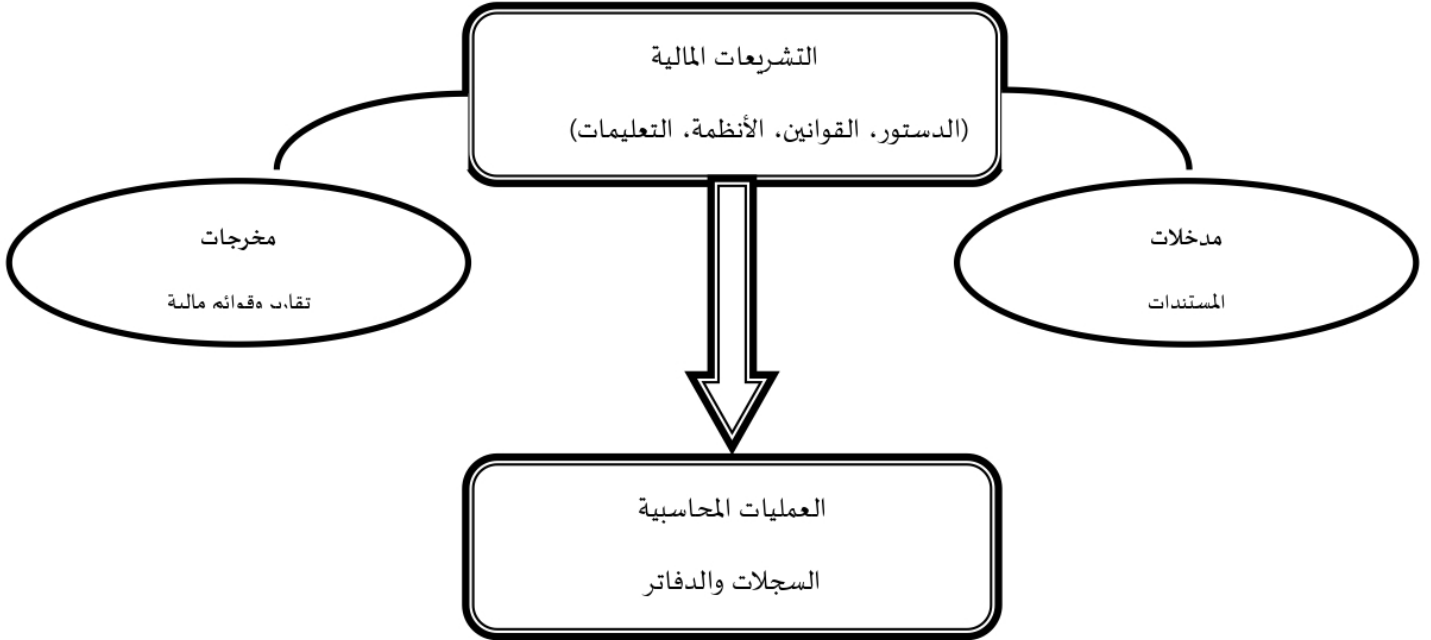 التشريعات المالية
(الدستور، القوانين، الأنظمة، التعليمات)
مدخلات
المستندات
مخرجات
تقارير وقوائم مالية
العمليات المحاسبية
السجلات والدفاتر